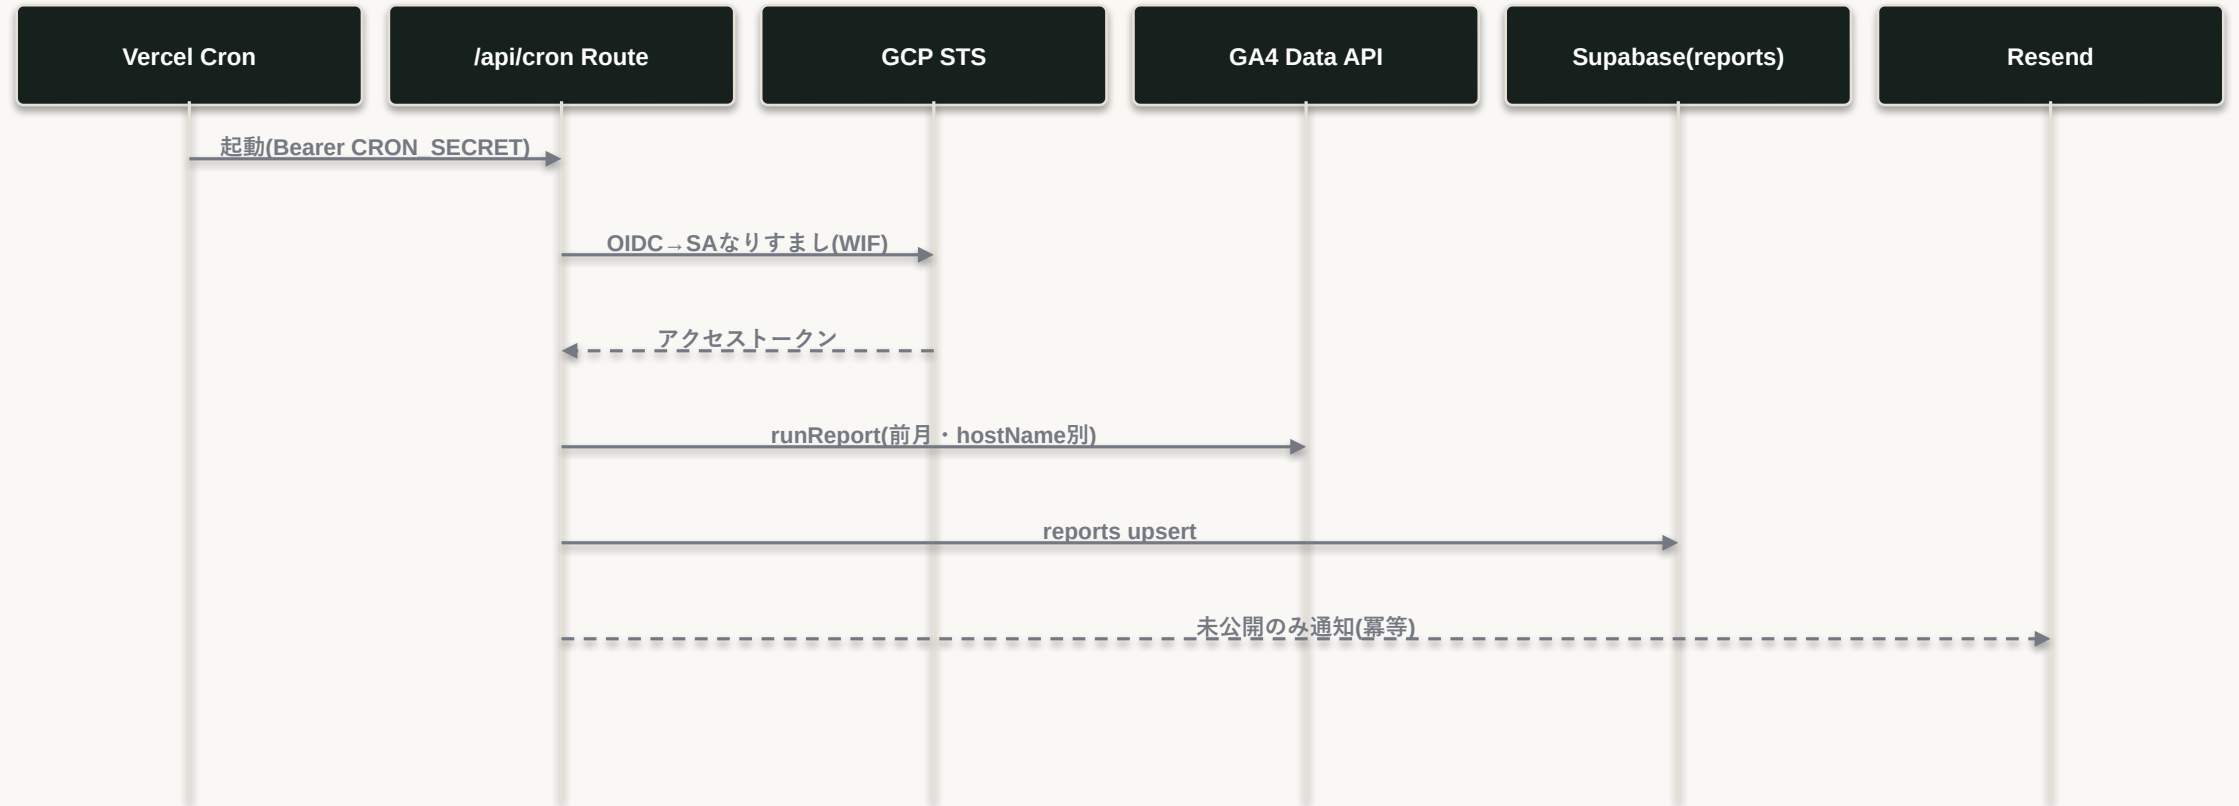 Vercel Cron
/api/cron Route
GCP STS
GA4 Data API
Supabase(reports)
Resend
起動(Bearer CRON_SECRET)
OIDC→SAなりすまし(WIF)
アクセストークン
runReport(前月・hostName別)
reports upsert
未公開のみ通知(冪等)